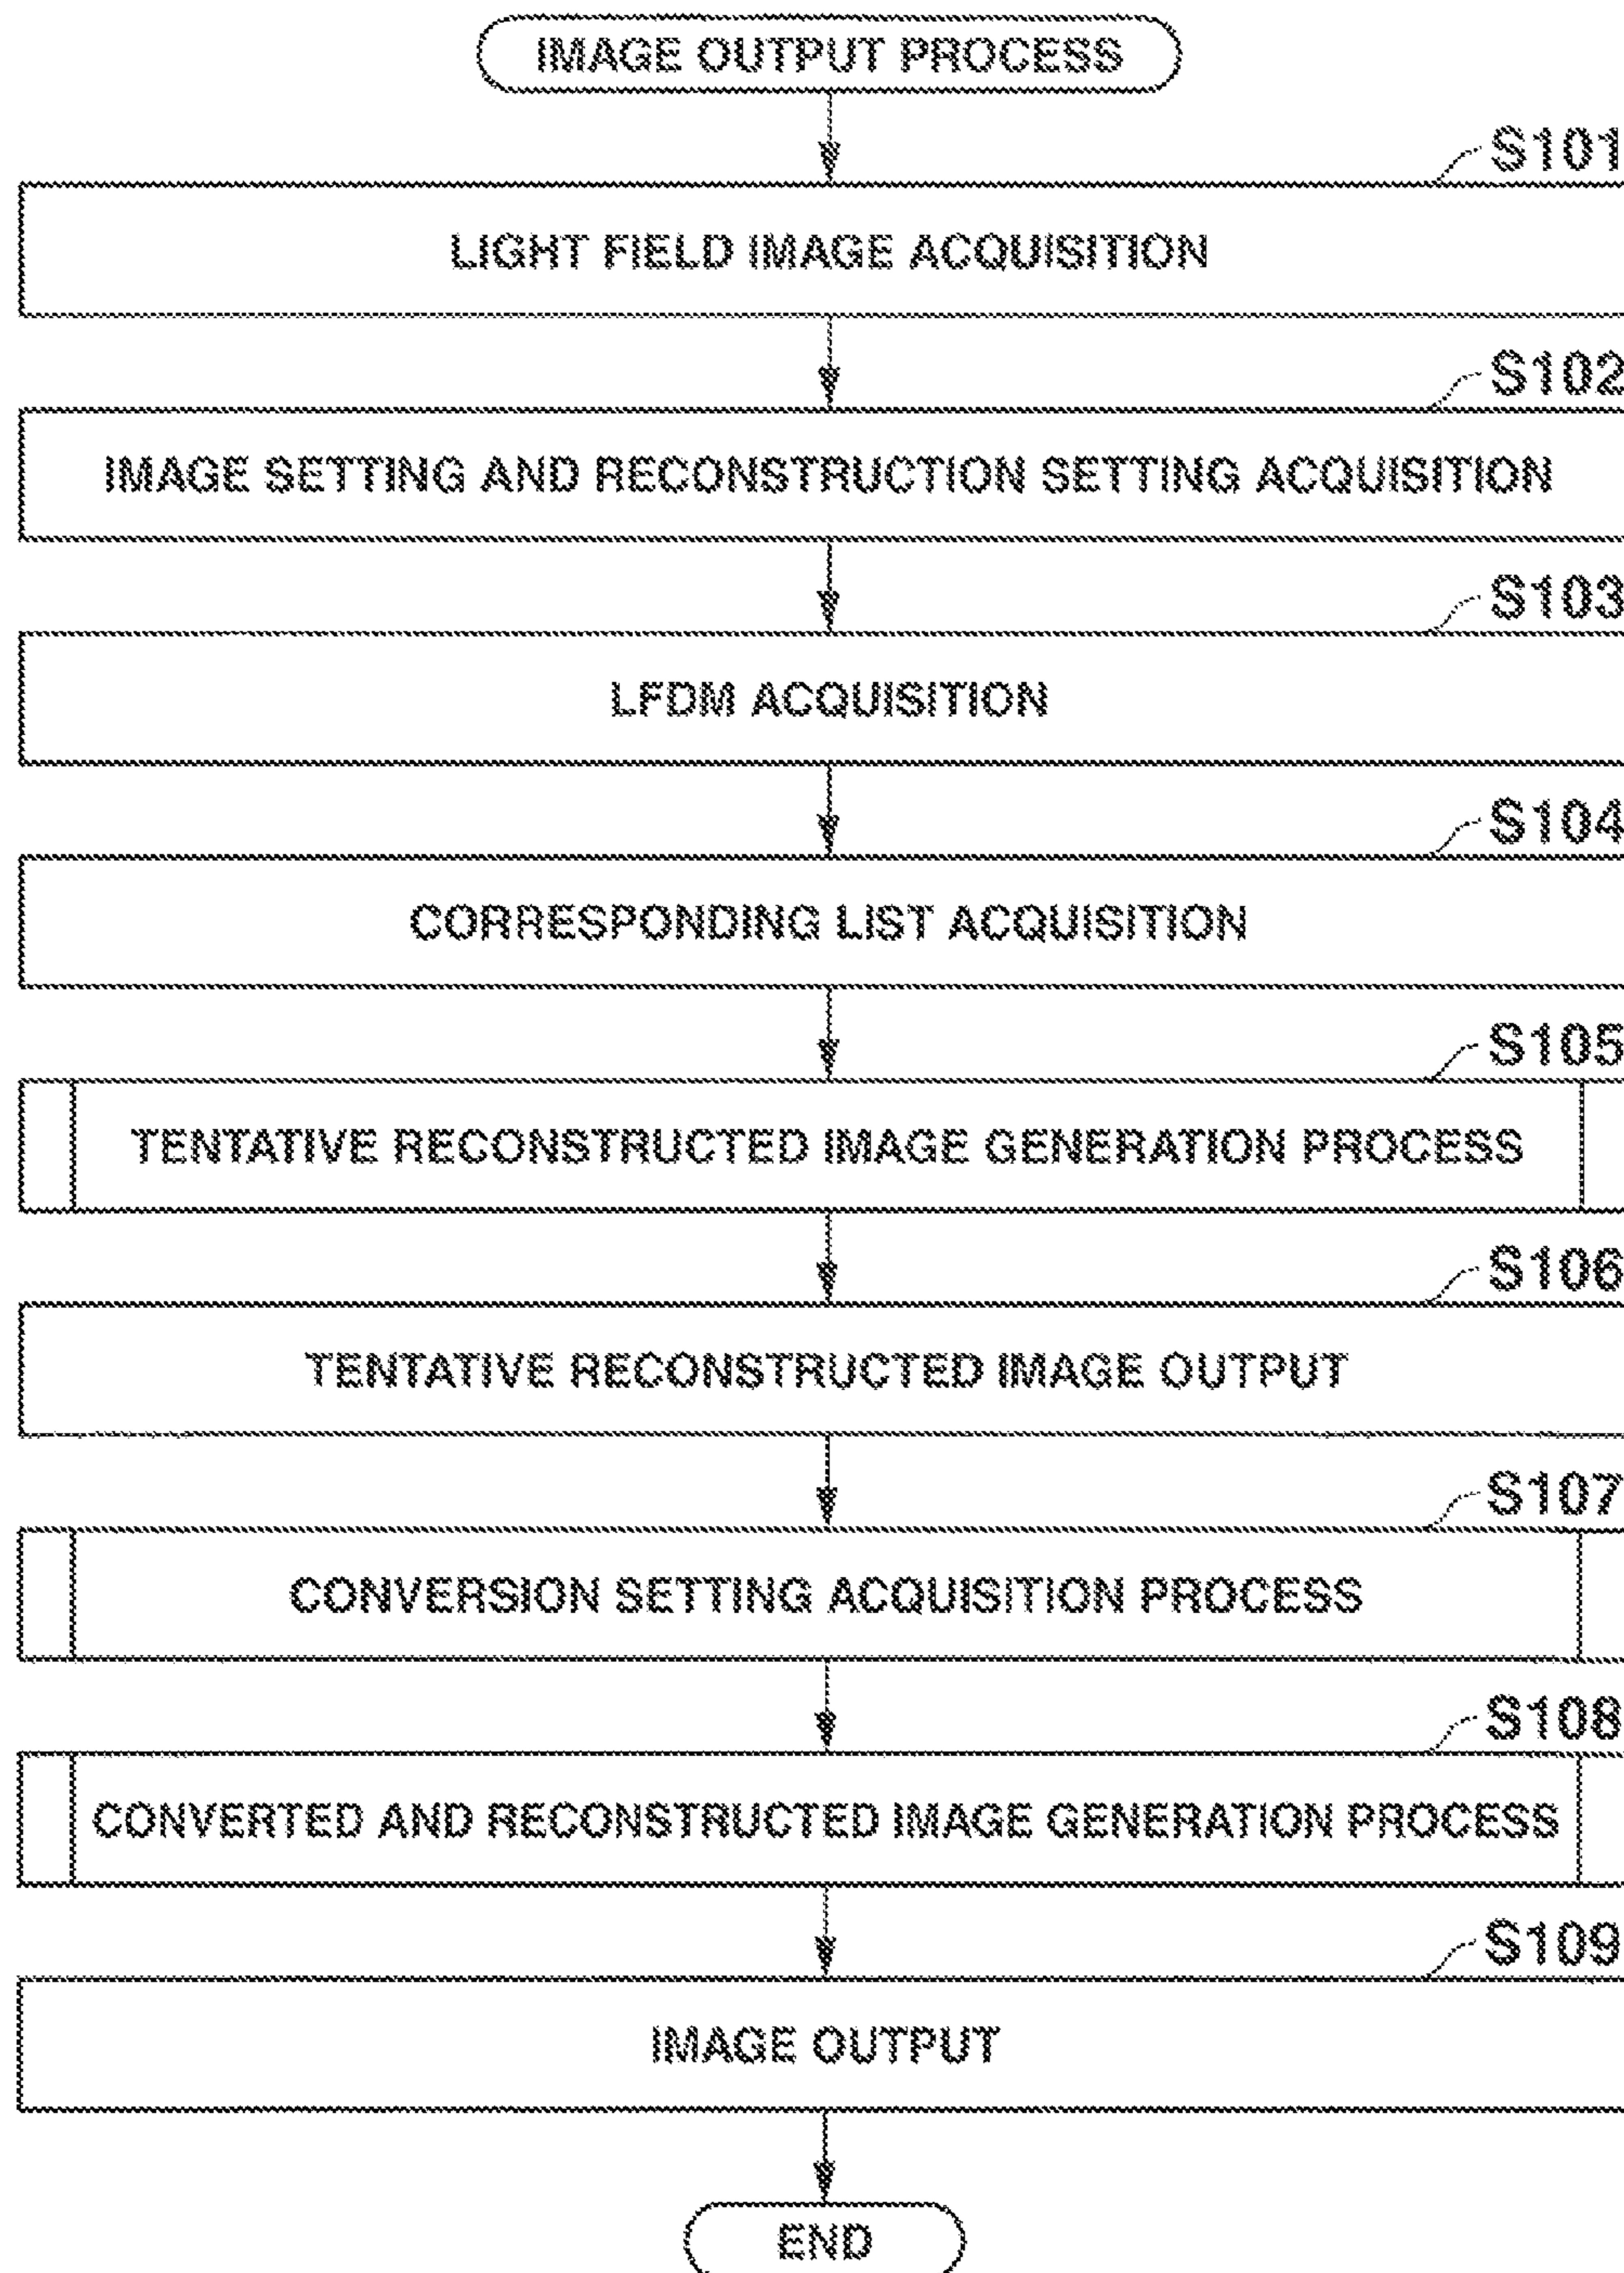 IMAGE OUTPUT PROCESS
S101
LIGHT FIELD IMAGE ACQUISITION
S102
IMAGE SETTING AND RECONSTRUCTION SETTING ACQUISITION
S103
LFDM ACQUISITION
S104
CORRESPONDING LIST ACQUISITION
S105
TENTATIVE RECONSTRUCTED IMAGE GENERATION PROCESS
S106
TENTATIVE RECONSTRUCTED IMAGE OUTPUT
S107
CONVERSION SETTING ACQUISITION PROCESS
S108
CONVERTED AND RECONSTRUCTED IMAGE GENERATION PROCESS
S109
IMAGE OUTPUT
END